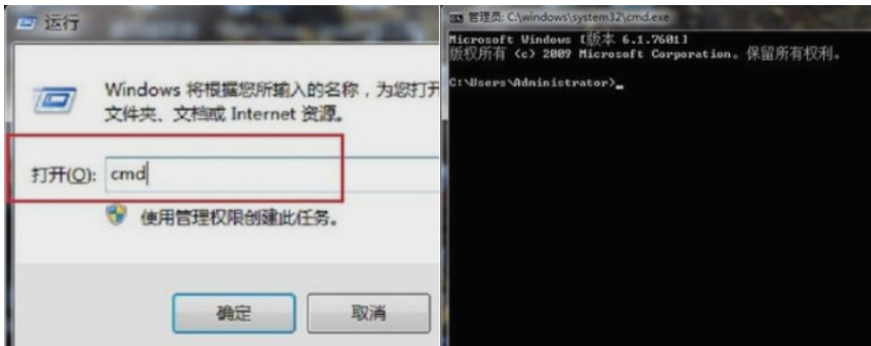 运行
Windows 将根据您所输入的名称，为您打开
文件夹、文档或 Internet 资源。
打开(O): cmd
使用管理权限创建此任务。
确定
取消
管理员: C:\windows\system32\cmd.exe
Microsoft Windows [版本 6.1.7601]
版权所有 (c) 2009 Microsoft Corporation。保留所有权利。
C:\Users\Administrator>_